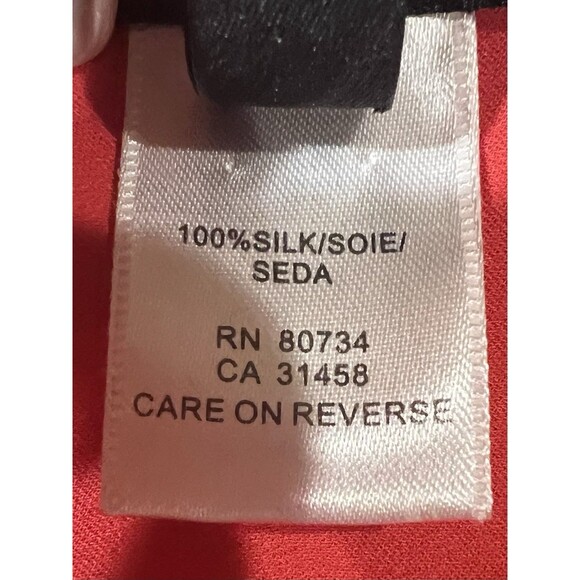 100%SILK/SOIE/
SEDA
RN 80734
CA 31458
CARE ON REVERSE